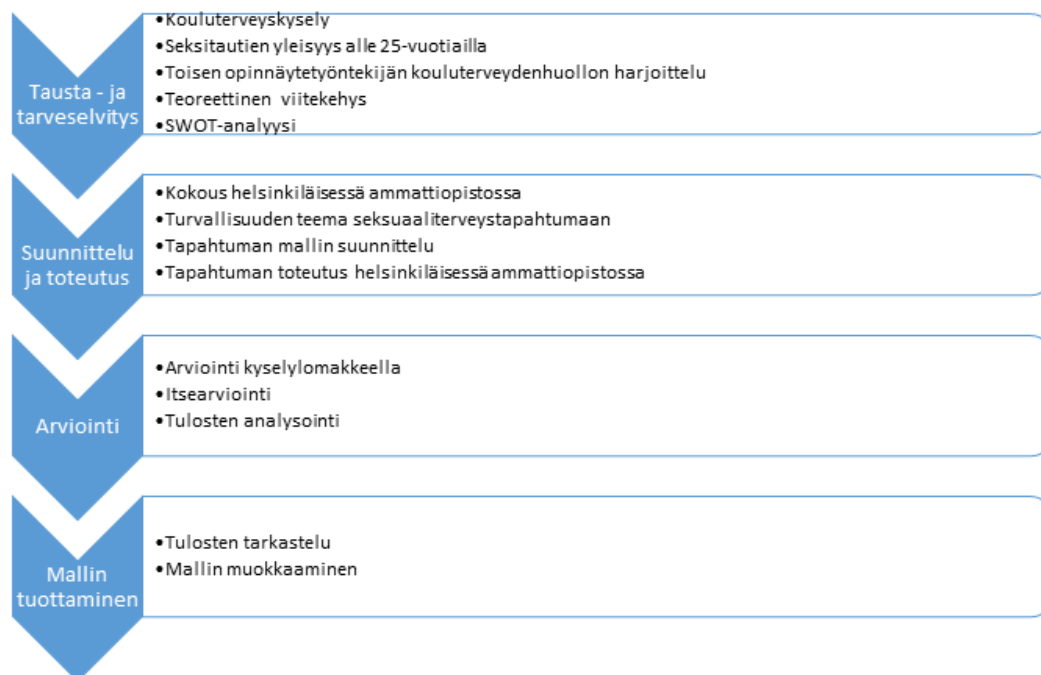 Tausta - ja
tarveselvitys
•Kouluterveyskysely
•Seksitautien yleisyys alle 25-vuotiailla
•Toisen opinnäytetyöntekijän kouluterveydenhuollon harjoittelu
•Teoreettinen viitekehys
•SWOT-analyysi
Suunnittelu
ja toteutus
•Kokous helsinkiläisessä ammattiopistossa
•Turvallisuuden teema seksuaaliterveystapahtumaan
•Tapahtuman mallin suunnittelu
•Tapahtuman toteutus helsinkiläisessä ammattiopistossa
Arviointi
•Arviointi kyselylomakkeella
•Itsearviointi
•Tulosten analysointi
Mallin
tuottaminen
•Tulosten tarkastelu
•Mallin muokkaaminen